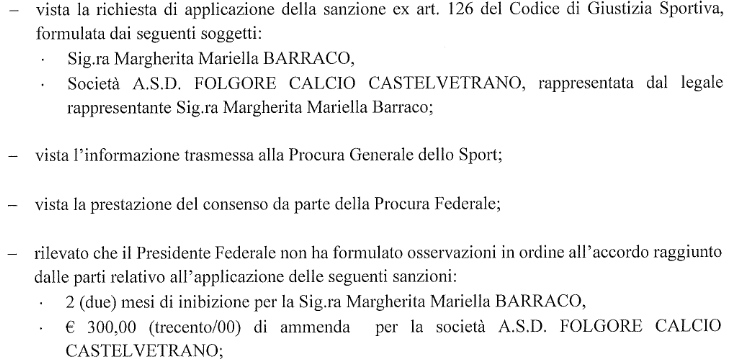 – vista la richiesta di applicazione della sanzione ex art. 126 del Codice di Giustizia Sportiva,
formulata dai seguenti soggetti:
· Sig.ra Margherita Mariella BARRACO,
· Società A.S.D. FOLGORE CALCIO CASTELVETRANO, rappresentata dal legale
rappresentante Sig.ra Margherita Mariella Barraco;
– vista l’informazione trasmessa alla Procura Generale dello Sport;
– vista la prestazione del consenso da parte della Procura Federale;
– rilevato che il Presidente Federale non ha formulato osservazioni in ordine all’accordo raggiunto
dalle parti relativo all’applicazione delle seguenti sanzioni:
· 2 (due) mesi di inibizione per la Sig.ra Margherita Mariella BARRACO,
· € 300,00 (trecento/00) di ammenda per la società A.S.D. FOLGORE CALCIO
CASTELVETRANO;